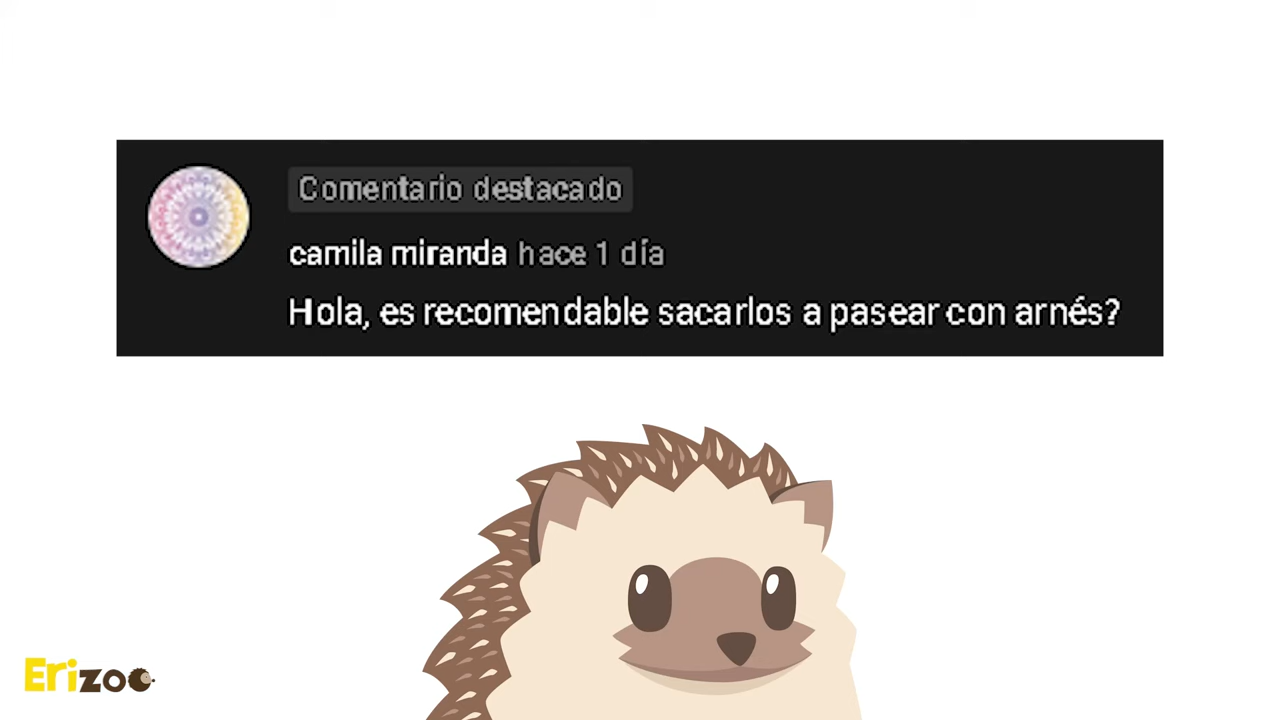 Comentario destacado
camila miranda hace 1 día
Hola, es recomendable sacarlos a pasear con arnés?
Erizoo